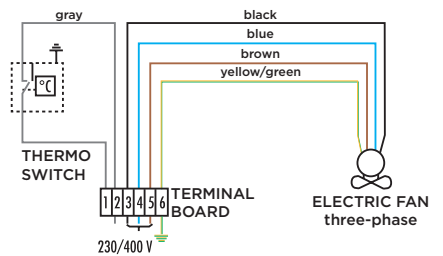 gray
black
blue
brown
yellow/green
°C
THERMO
SWITCH
1 2 3 4 5 6
TERMINAL
BOARD
ELECTRIC FAN
three-phase
230/400 V